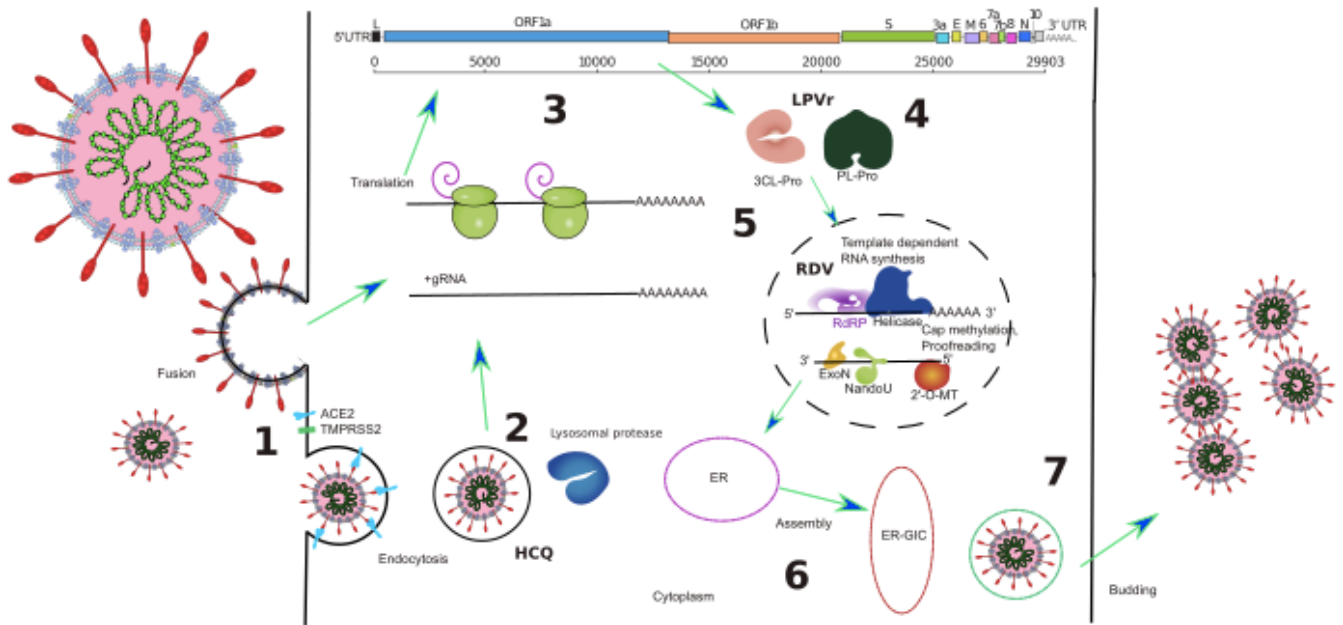 L ORF1a ORF1b S 3a E M 6 7a 7b 8 N 10 3' UTR
5'UTR AAAAA..
0 5000 10000 15000 20000 25000 29903
3
LPVr
4
3CL-Pro
PL-Pro
Translation
AAAAAAAA
5
+gRNA
AAAAAAAA
Template dependent
RNA synthesis
RDV
5' AAAAAA 3'
RdRP Helicase
Cap methylation,
Proofreading
3' 5'
ExoN
NandoU
2'-O-MT
Fusion
ACE2
TMPRSS2
1
2
Lysosomal protease
HCQ
Endocytosis
ER
Assembly
ER-GIC
6
7
Cytoplasm
Budding